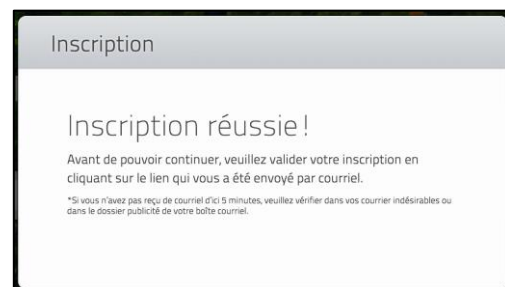 Inscription
Inscription réussie !
Avant de pouvoir continuer, veuillez valider votre inscription en
cliquant sur le lien qui vous a été envoyé par courriel.
*Si vous n'avez pas reçu de courriel d'ici 5 minutes, veuillez vérifier dans vos courrier indésirables ou
dans le dossier publicité de votre boîte courriel.